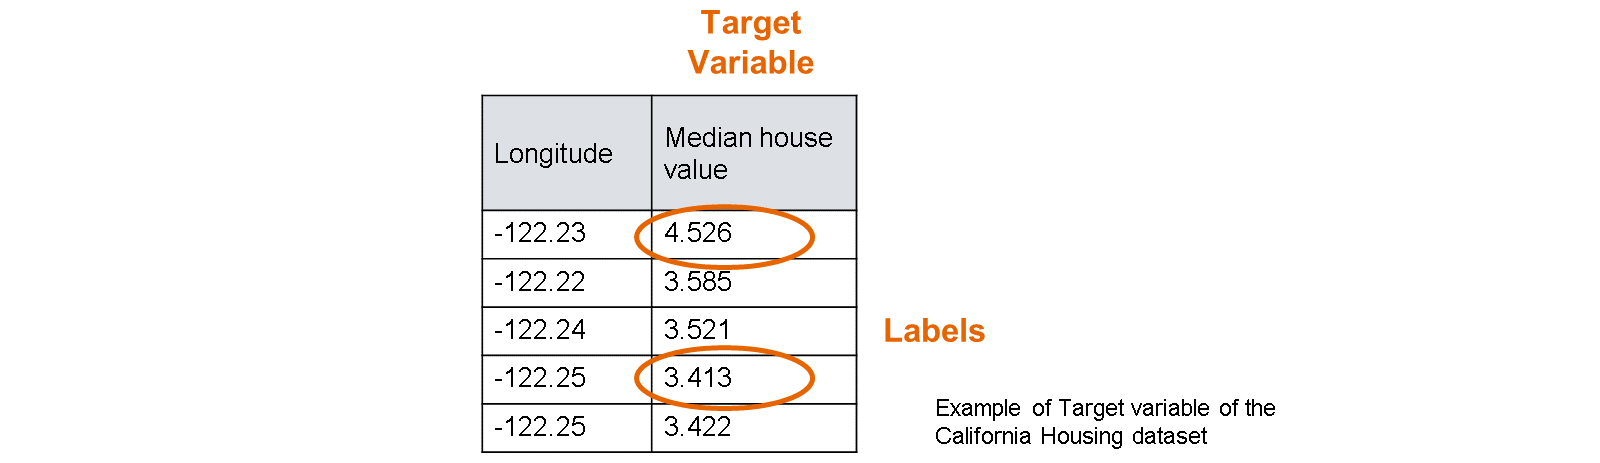 Target
Variable
Longitude
Median house
value
-122.23
4.526
-122.22
3.585
-122.24
3.521
Labels
-122.25
3.413
-122.25
3.422
Example of Target variable of the
California Housing dataset